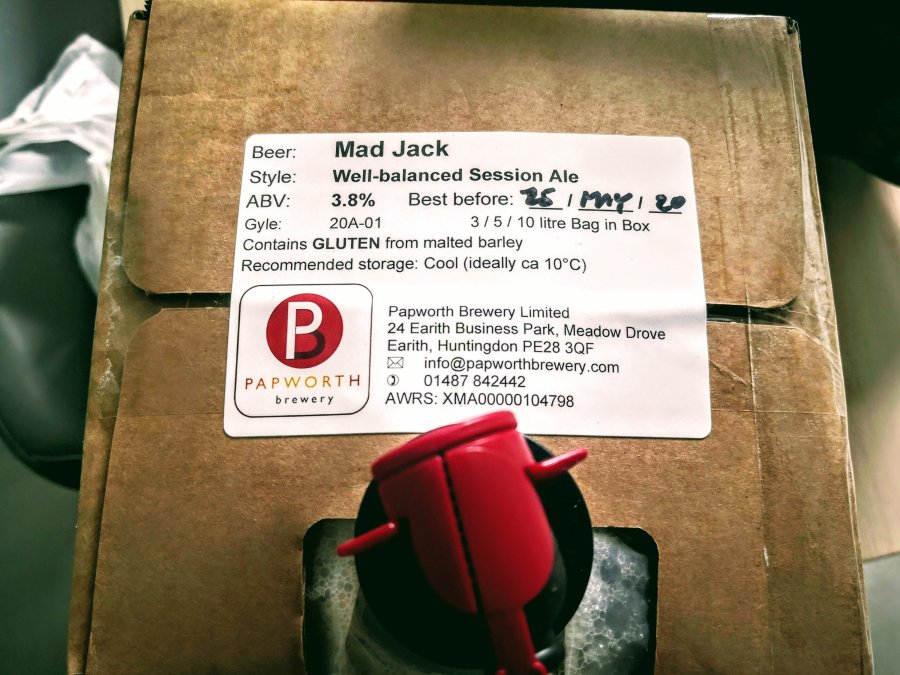 Beer: Mad Jack
Style: Well-balanced Session Ale
ABV: 3.8% Best before: 25 / MAY / 20
Gyle: 20A-01 3 / 5 / 10 litre Bag in Box
Contains GLUTEN from malted barley
Recommended storage: Cool (ideally ca 10°C)
PB
PAPWORTH
brewery
Papworth Brewery Limited
24 Earith Business Park, Meadow Drove
Earith, Huntingdon PE28 3QF
info@papworthbrewery.com
01487 842442
AWRS: XMA00000104798